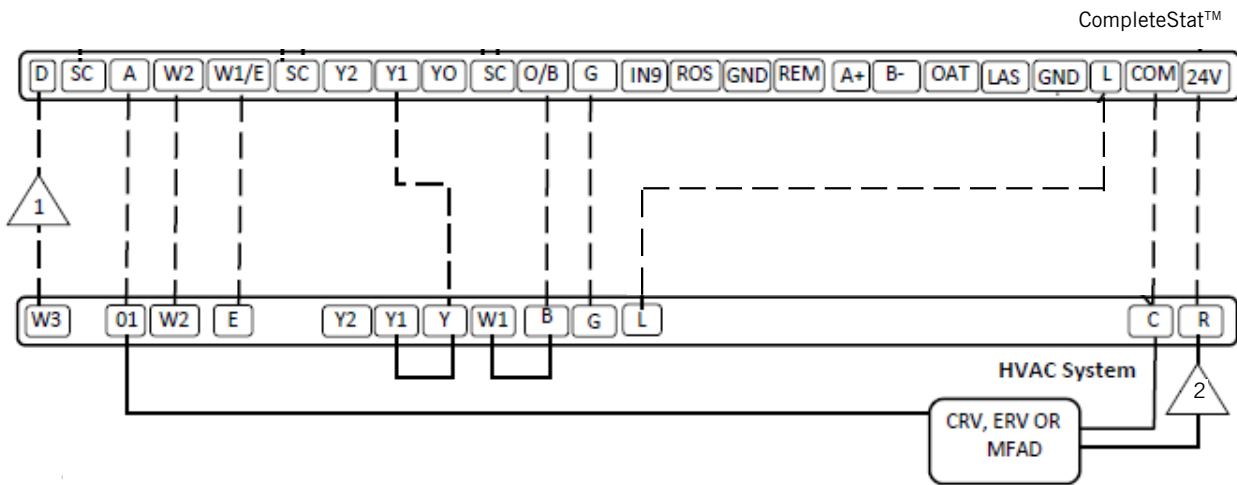 CompleteStat™
D SC A W2 W1/E SC Y2 Y1 YO SC O/B G IN9 ROS GND REM A+ B- OAT LAS GND L COM 24V
1
W3 01 W2 E Y2 Y1 Y W1 B G L C R
HVAC System
2
CRV, ERV OR
MFAD